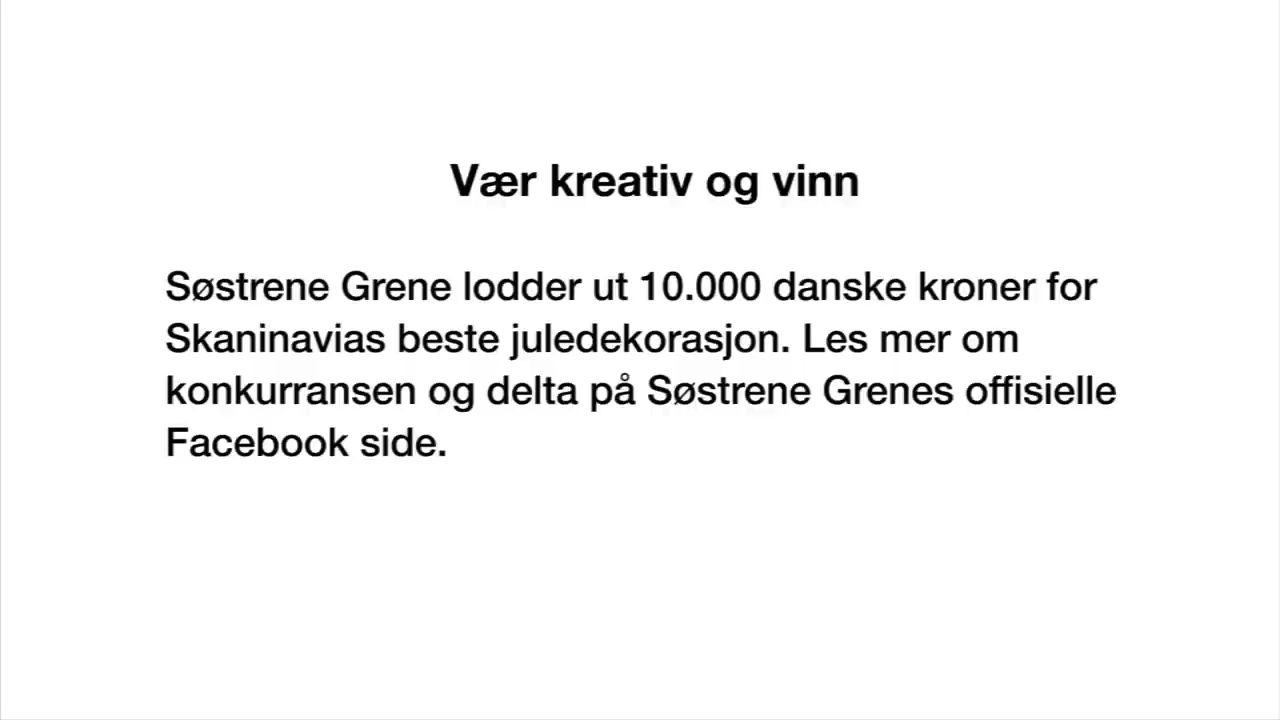 Vær kreativ og vinn
Søstrene Grene lodder ut 10.000 danske kroner for
Skaninavias beste juledekorasjon. Les mer om
konkurransen og delta på Søstrene Grenes offisielle
Facebook side.